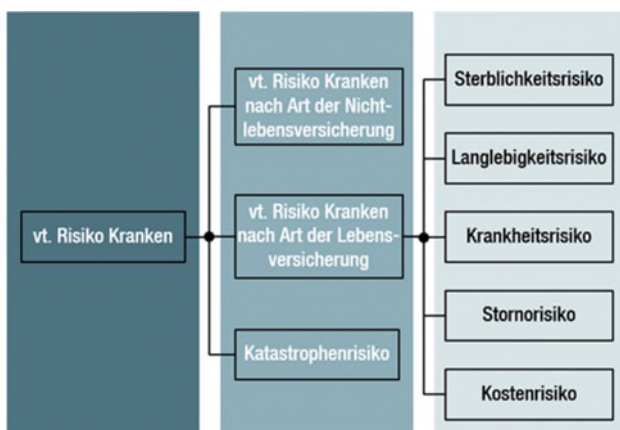 vt. Risiko Kranken
vt. Risiko Kranken
nach Art der Nicht-
lebensversicherung
vt. Risiko Kranken
nach Art der Lebens-
versicherung
Katastrophenrisiko
Sterblichkeitsrisiko
Langlebigkeitsrisiko
Krankheitsrisiko
Stornorisiko
Kostenrisiko